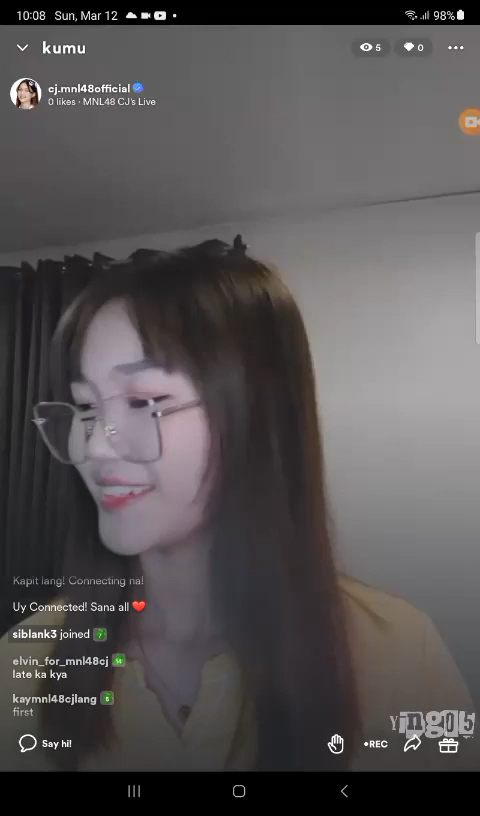 10:08 Sun, Mar 12 98%
kumu 5 0
cj.mnl48official
0 likes · MNL48 CJ's Live
Kapit lang! Connecting na!
Uy Connected! Sana all ❤️
siblank3 joined 7
elvin_for_mnl48cj 14
late ka kya
kaymnl48cjlang 8
first
Ying05
Say hi! •REC